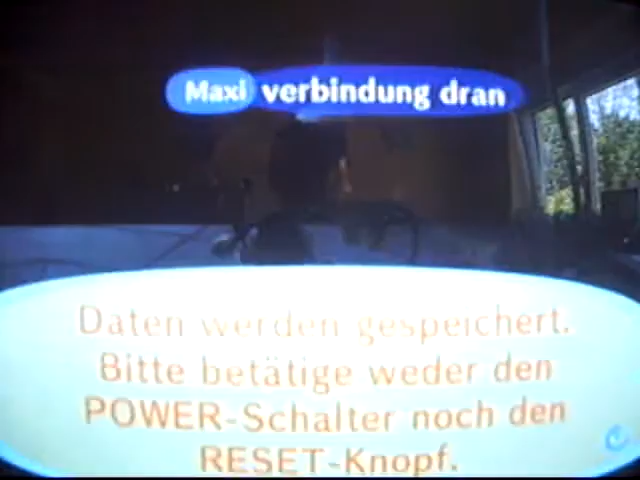 Maxi verbindung dran
Daten werden gespeichert.
Bitte betätige weder den
POWER-Schalter noch den
RESET-Knopf.